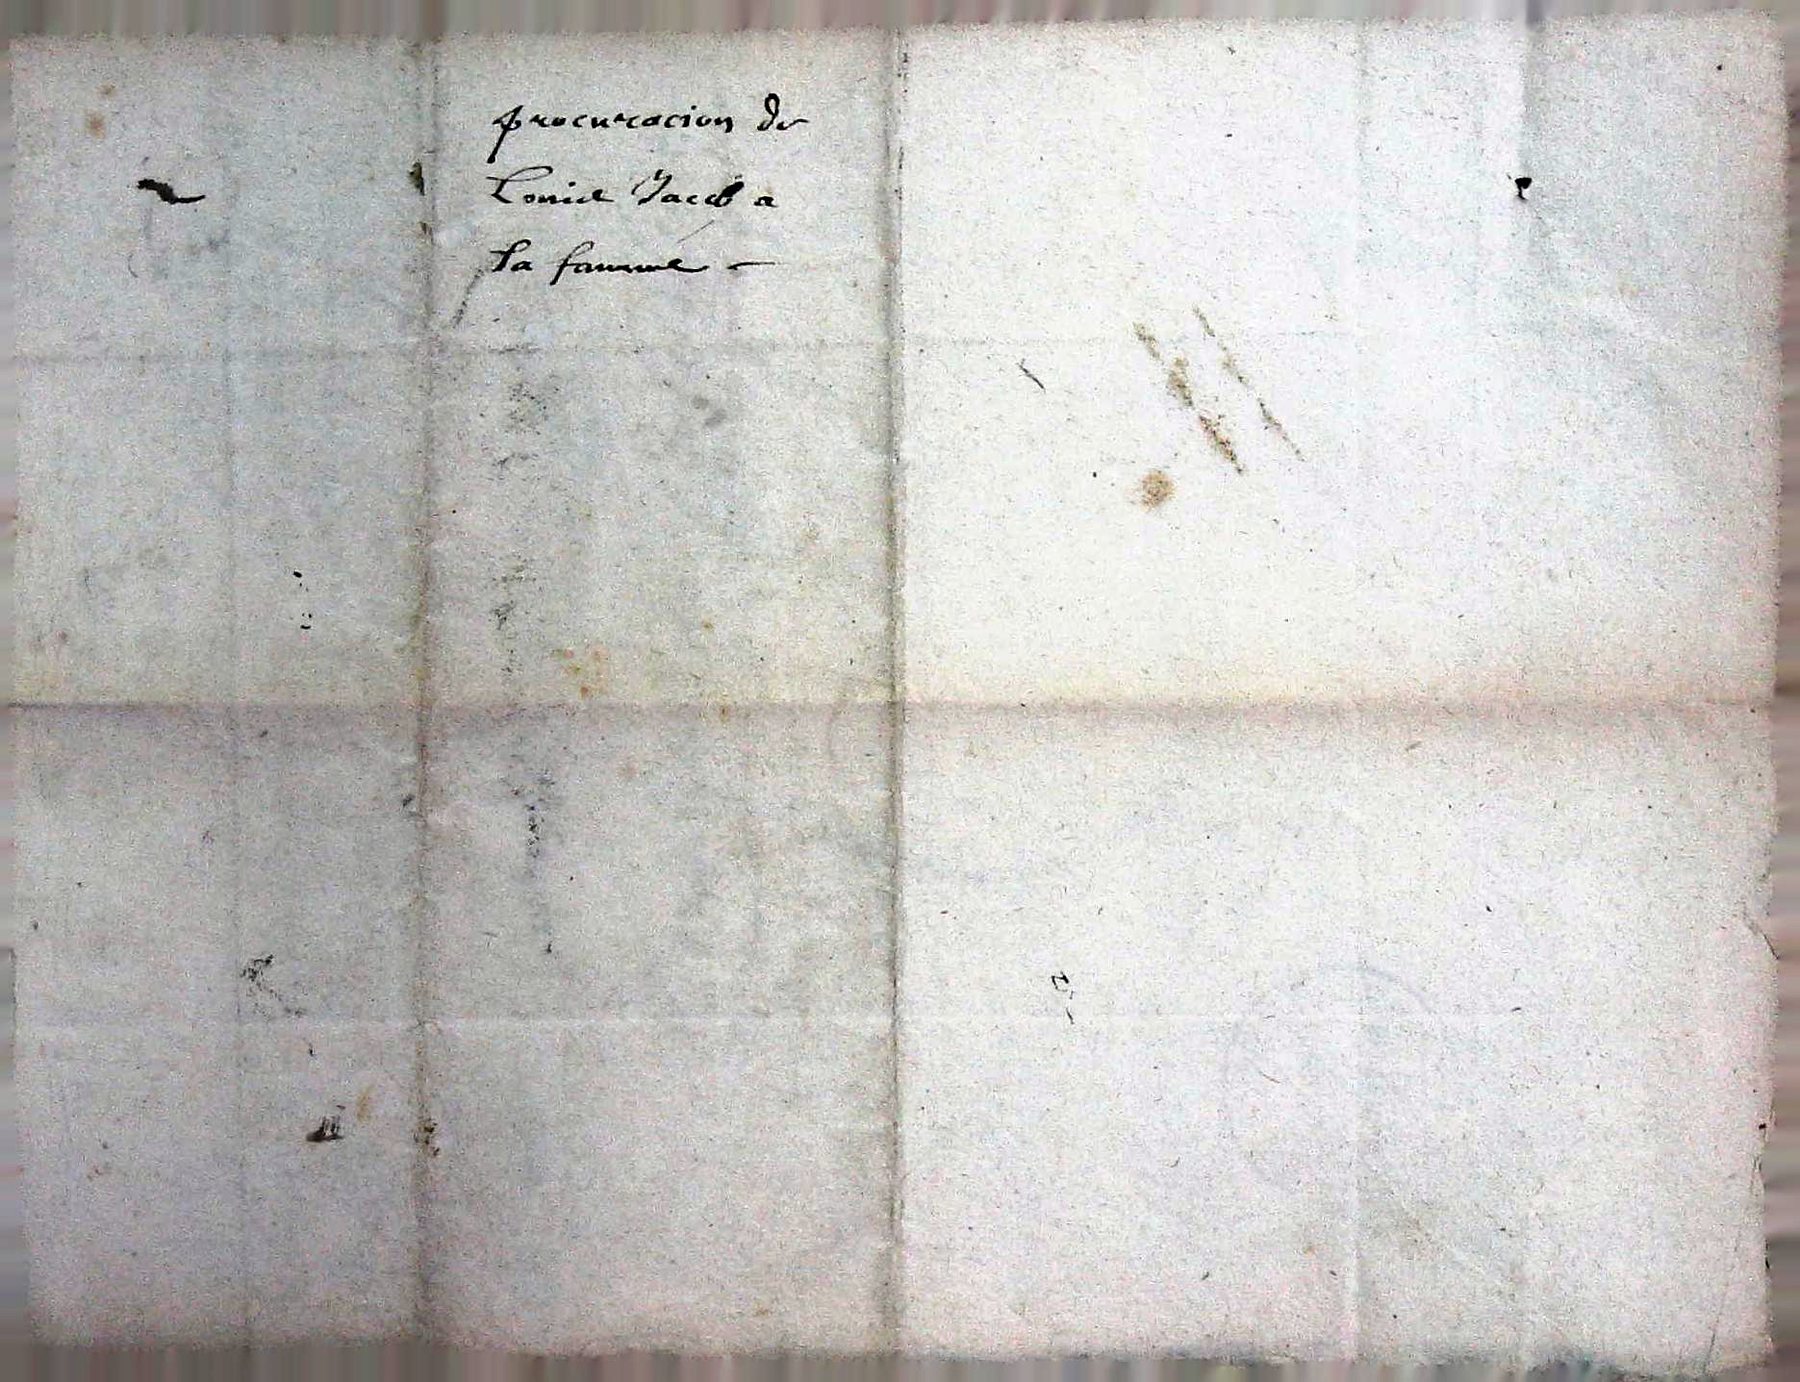 procuracion de
Louis Jacob a
sa famme –